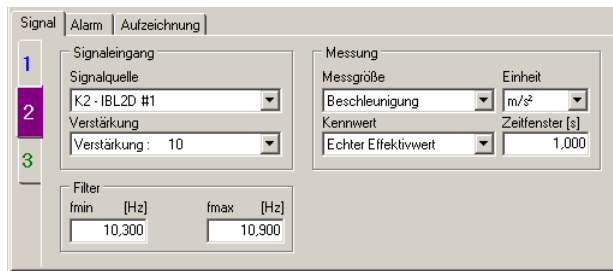 Signal Alarm Aufzeichnung
1
2
3
Signaleingang
Signalquelle
K2 - IBL2D #1
Verstärkung
Verstärkung : 10
Messung
Messgröße Einheit
Beschleunigung m/s²
Kennwert Zeitfenster [s]
Echter Effektivwert 1,000
Filter
fmin [Hz] fmax [Hz]
10,300 10,900